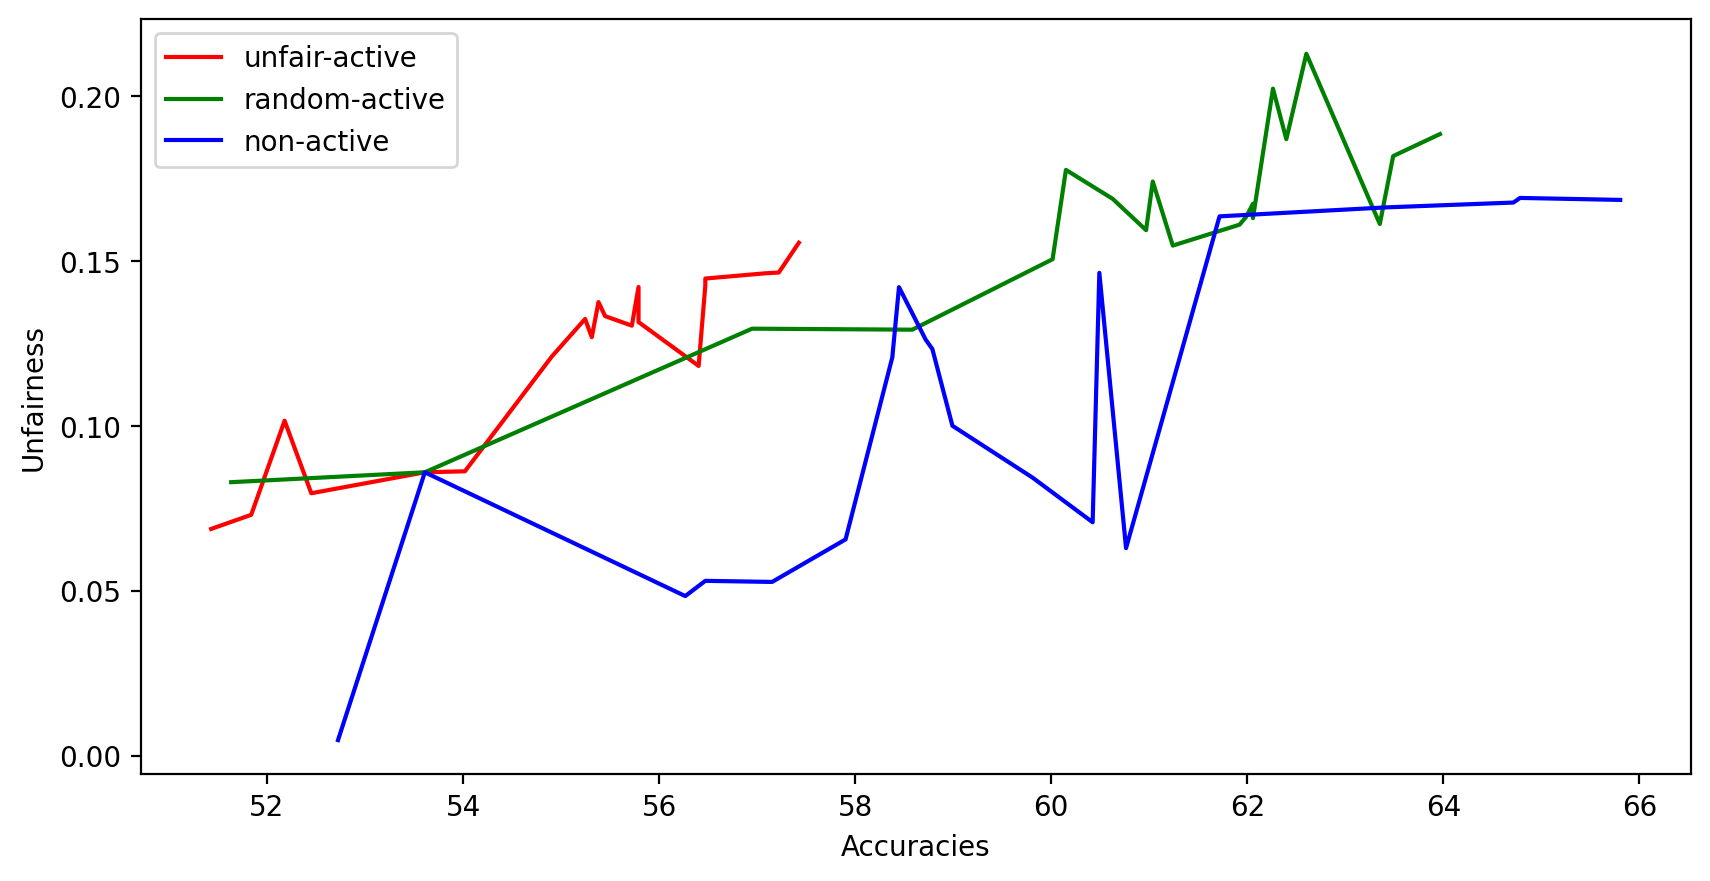 unfair-active
random-active
non-active
Unfairness
0.20
0.15
0.10
0.05
0.00
52 54 56 58 60 62 64 66
Accuracies